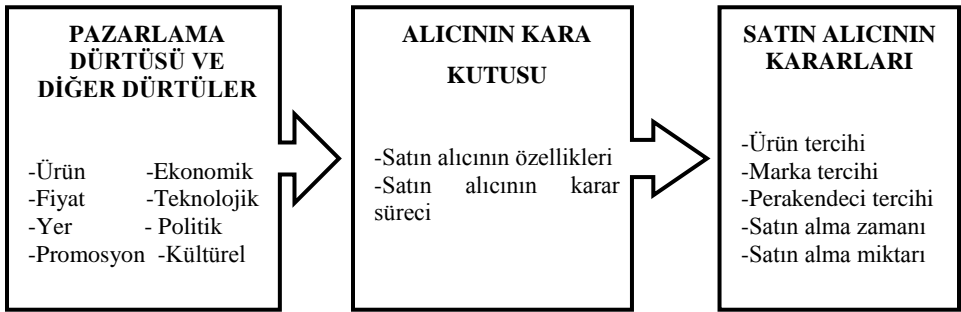 PAZARLAMA
DÜRTÜSÜ VE
DİĞER DÜRTÜLER
-Ürün -Ekonomik
-Fiyat -Teknolojik
-Yer - Politik
-Promosyon -Kültürel
ALICININ KARA
KUTUSU
-Satın alıcının özellikleri
-Satın alıcının karar
süreci
SATIN ALICININ
KARARLARI
-Ürün tercihi
-Marka tercihi
-Perakendeci tercihi
-Satın alma zamanı
-Satın alma miktarı